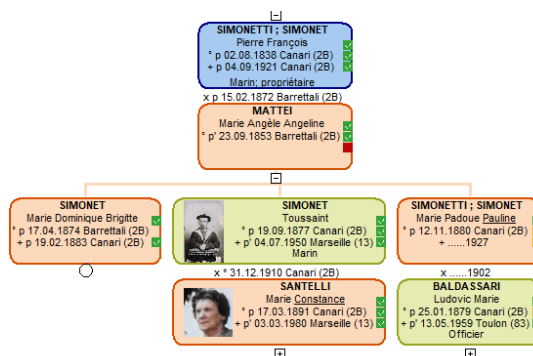 SIMONETTI ; SIMONET
Pierre François
° p 02.08.1838 Canari (2B)
+ p 04.09.1921 Canari (2B)
Marin; propriétaire
x p 15.02.1872 Barrettali (2B)
MATTEI
Marie Angèle Angeline
° p' 23.09.1853 Barrettali (2B)
SIMONET
Marie Dominique Brigitte
° p 17.04.1874 Barrettali (2B)
+ p 19.02.1883 Canari (2B)
SIMONET
Toussaint
° p 19.09.1877 Canari (2B)
+ p' 04.07.1950 Marseille (13)
Marin
x ° 31.12.1910 Canari (2B)
SANTELLI
Marie Constance
° p 17.03.1891 Canari (2B)
+ p' 03.03.1980 Marseille (13)
SIMONETTI ; SIMONET
Marie Padoue Pauline
° p 12.11.1880 Canari (2B)
+ ......1927
x ......1902
BALDASSARI
Ludovic Marie
° p 25.01.1879 Canari (2B)
+ p' 13.05.1959 Toulon (83)
Officier